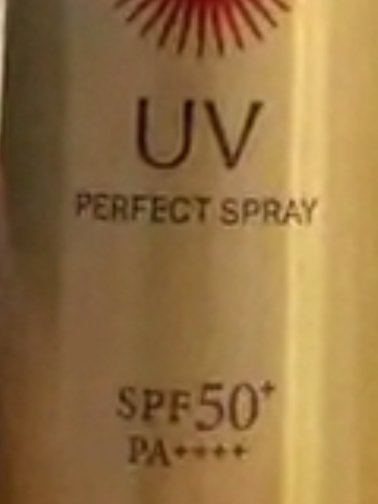 UV
PERFECT SPRAY
SPF50+
PA++++